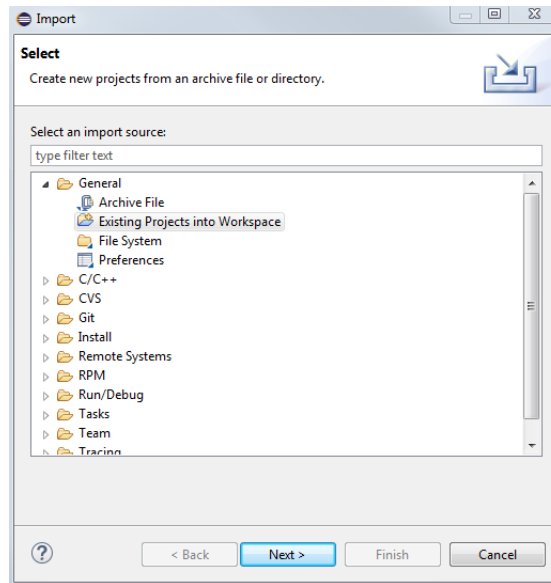 Import
Select
Create new projects from an archive file or directory.
Select an import source:
type filter text
General
Archive File
Existing Projects into Workspace
File System
Preferences
C/C++
CVS
Git
Install
Remote Systems
RPM
Run/Debug
Tasks
Team
Tracing
?
< Back
Next >
Finish
Cancel